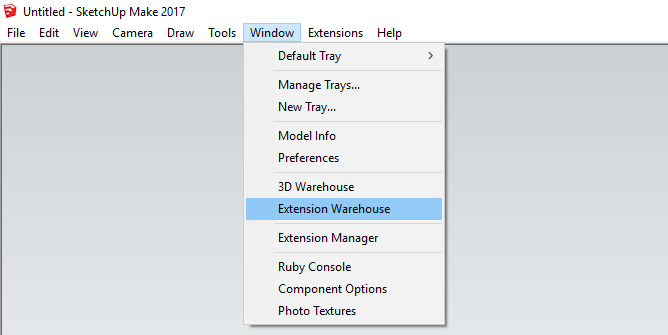 Untitled - SketchUp Make 2017
File Edit View Camera Draw Tools Window Extensions Help
Default Tray
Manage Trays...
New Tray...
Model Info
Preferences
3D Warehouse
Extension Warehouse
Extension Manager
Ruby Console
Component Options
Photo Textures